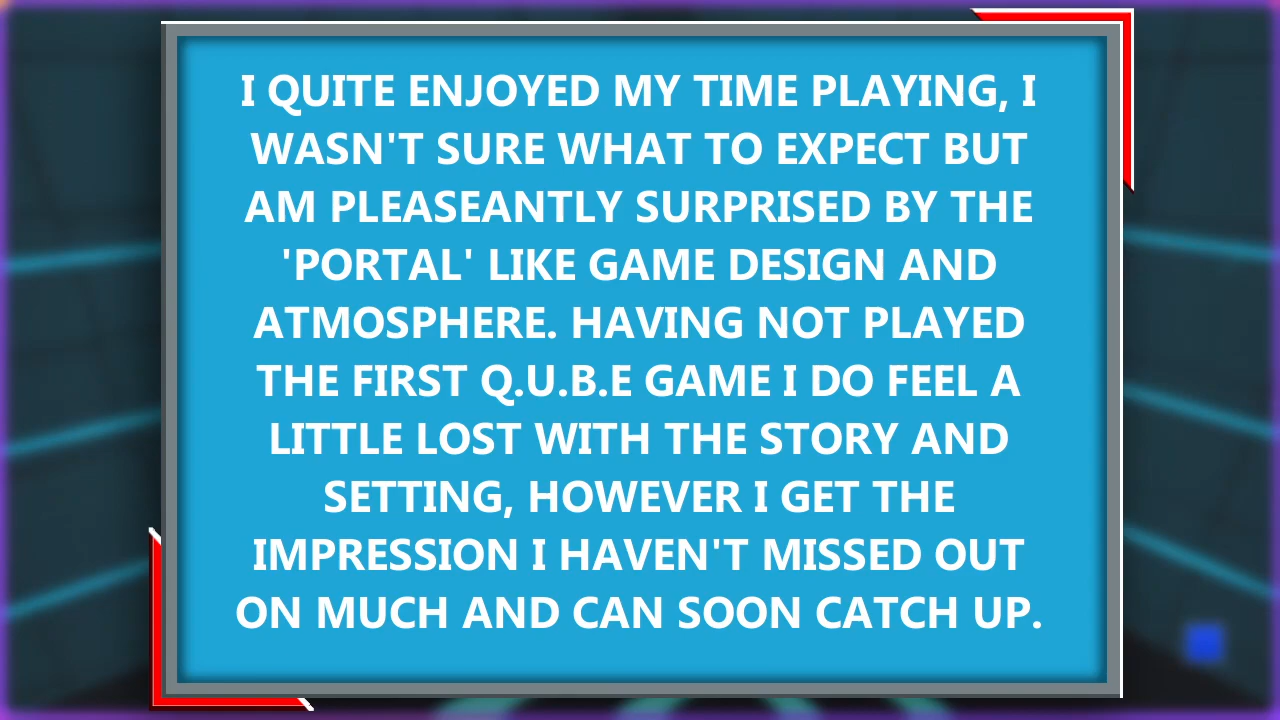 I QUITE ENJOYED MY TIME PLAYING, I
WASN'T SURE WHAT TO EXPECT BUT
AM PLEASEANTLY SURPRISED BY THE
'PORTAL' LIKE GAME DESIGN AND
ATMOSPHERE. HAVING NOT PLAYED
THE FIRST Q.U.B.E GAME I DO FEEL A
LITTLE LOST WITH THE STORY AND
SETTING, HOWEVER I GET THE
IMPRESSION I HAVEN'T MISSED OUT
ON MUCH AND CAN SOON CATCH UP.